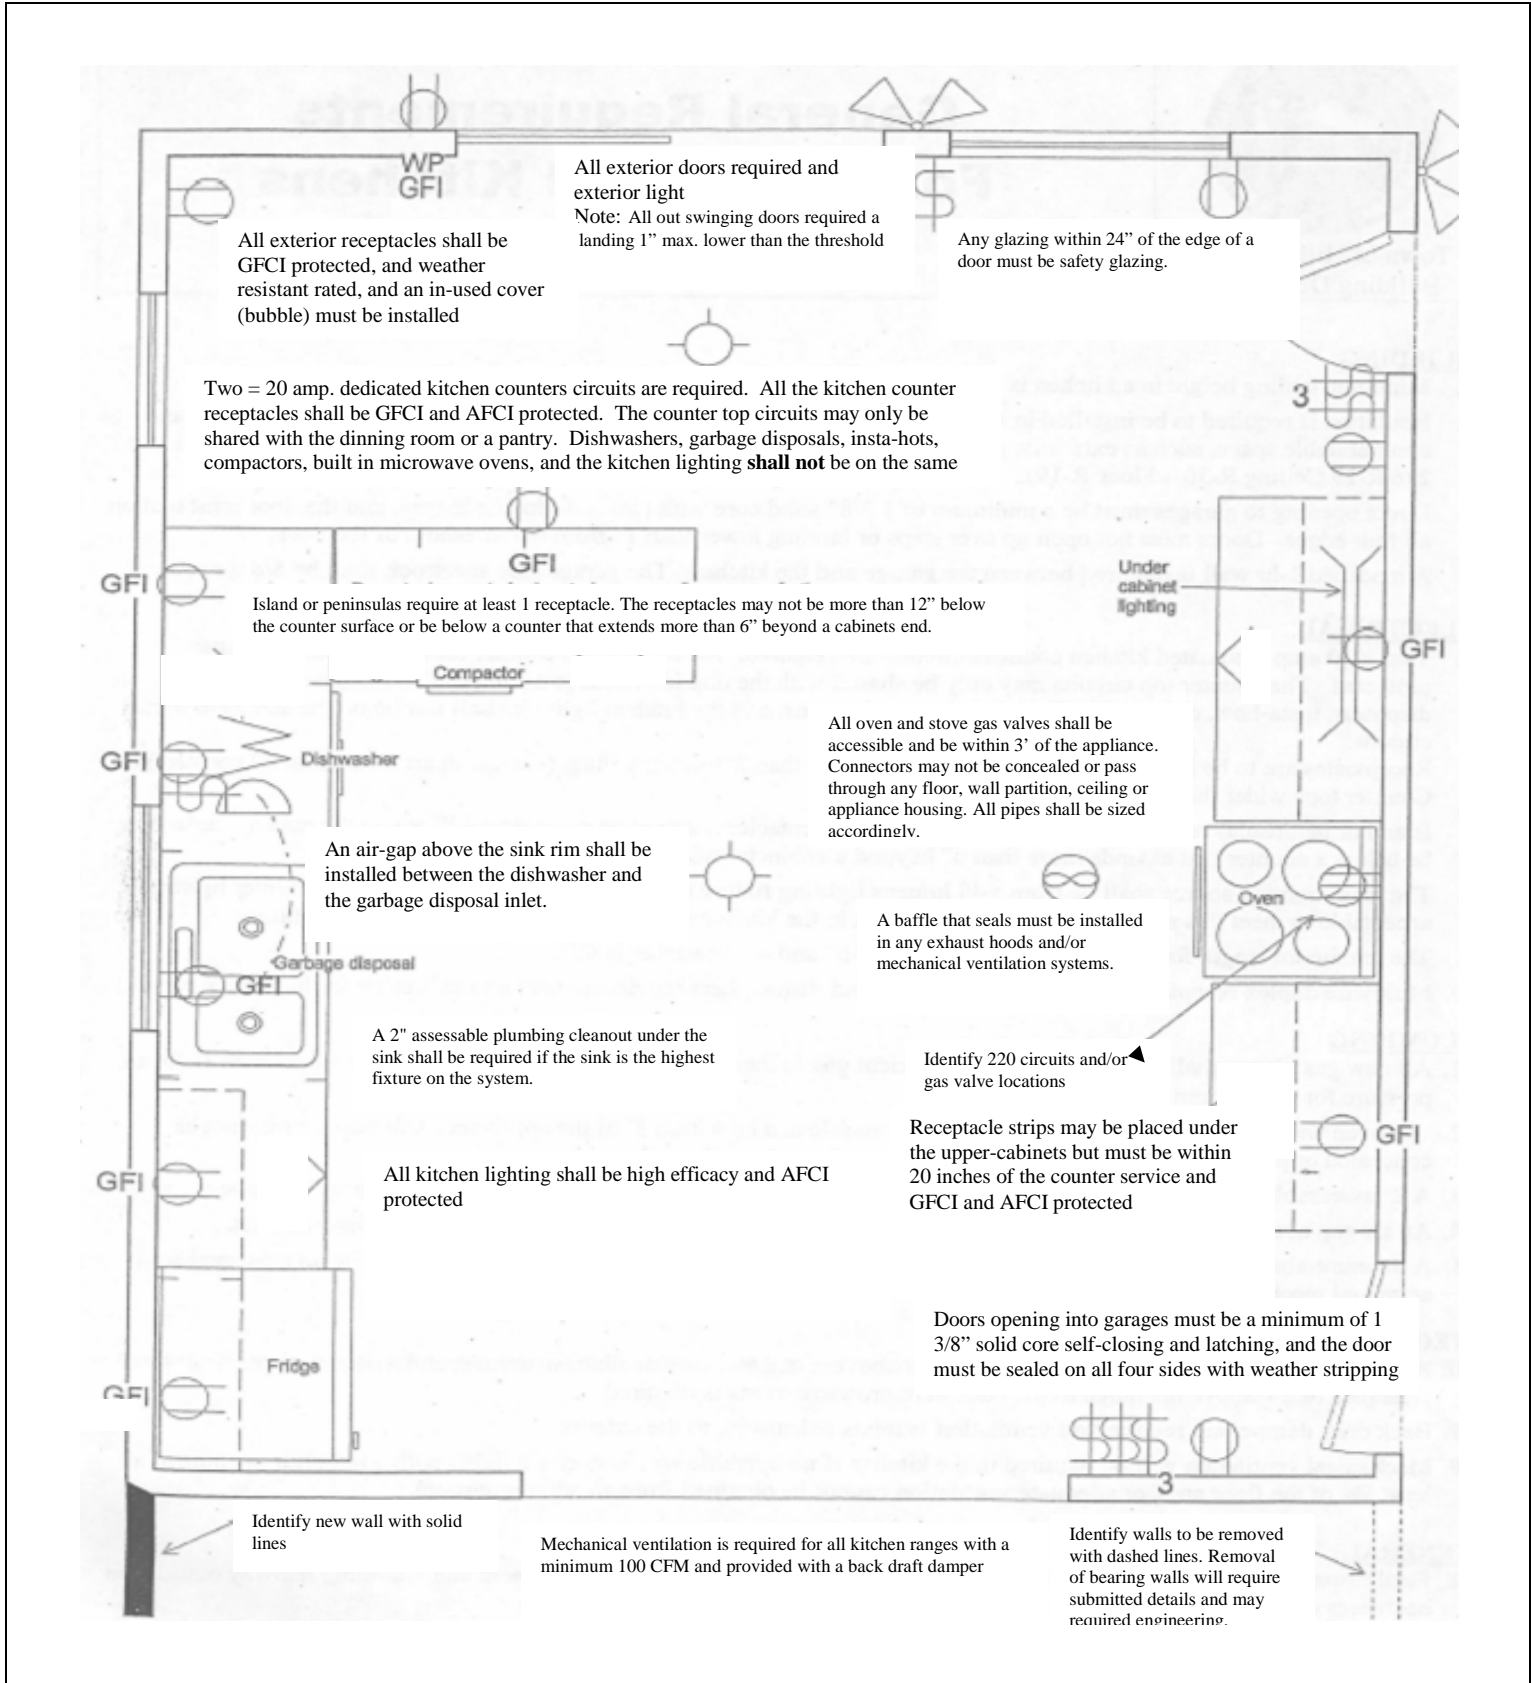 WP
GFI
All exterior doors required and
exterior light
Note: All out swinging doors required a
landing 1” max. lower than the threshold
All exterior receptacles shall be
GFCI protected, and weather
resistant rated, and an in-used cover
(bubble) must be installed
Any glazing within 24” of the edge of a
door must be safety glazing.
Two = 20 amp. dedicated kitchen counters circuits are required. All the kitchen counter
receptacles shall be GFCI and AFCI protected. The counter top circuits may only be
shared with the dinning room or a pantry. Dishwashers, garbage disposals, insta-hots,
compactors, built in microwave ovens, and the kitchen lighting shall not be on the same
3
GFI
GFI
Under
cabinet
lighting
Island or peninsulas require at least 1 receptacle. The receptacles may not be more than 12” below
the counter surface or be below a counter that extends more than 6” beyond a cabinets end.
GFI
Compactor
GFI
Dishwasher
All oven and stove gas valves shall be
accessible and be within 3’ of the appliance.
Connectors may not be concealed or pass
through any floor, wall partition, ceiling or
appliance housing. All pipes shall be sized
accordingly.
An air-gap above the sink rim shall be
installed between the dishwasher and
the garbage disposal inlet.
Oven
A baffle that seals must be installed
in any exhaust hoods and/or
mechanical ventilation systems.
Garbage disposal
GFI
A 2" assessable plumbing cleanout under the
sink shall be required if the sink is the highest
fixture on the system.
Identify 220 circuits and/or
gas valve locations
Receptacle strips may be placed under
the upper-cabinets but must be within
20 inches of the counter service and
GFCI and AFCI protected
GFI
GFI
All kitchen lighting shall be high efficacy and AFCI
protected
Doors opening into garages must be a minimum of 1
3/8” solid core self-closing and latching, and the door
must be sealed on all four sides with weather stripping
Fridge
GFI
3
Identify new wall with solid
lines
Mechanical ventilation is required for all kitchen ranges with a
minimum 100 CFM and provided with a back draft damper
Identify walls to be removed
with dashed lines. Removal
of bearing walls will require
submitted details and may
required engineering.